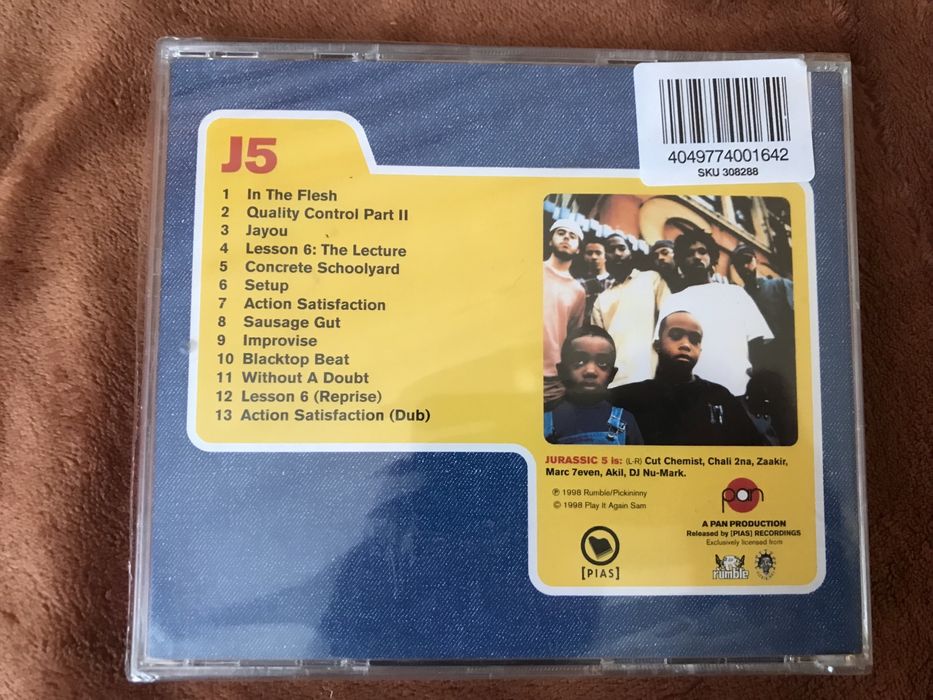 4049774001642
SKU 308288
J5
1 In The Flesh
2 Quality Control Part II
3 Jayou
4 Lesson 6: The Lecture
5 Concrete Schoolyard
6 Setup
7 Action Satisfaction
8 Sausage Gut
9 Improvise
10 Blacktop Beat
11 Without A Doubt
12 Lesson 6 (Reprise)
13 Action Satisfaction (Dub)
JURASSIC 5 is: (L-R) Cut Chemist, Chali 2na, Zaakir,
Marc 7even, Akil, DJ Nu-Mark.
℗ 1998 Rumble/Pickininny
© 1998 Play It Again Sam
[PIAS]
pan
A PAN PRODUCTION
Released by [PIAS] RECORDINGS
Exclusively licensed from
rumble